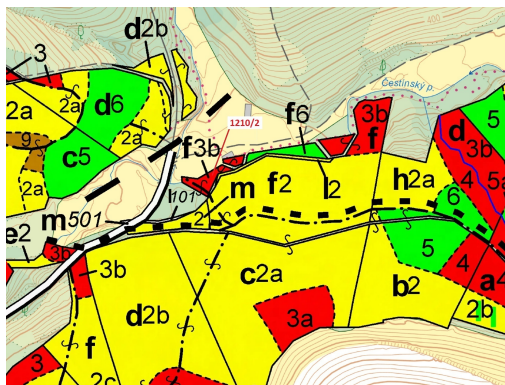 d2b
400
3
Čestinský p.
2a
2a
d6
1210/2
f6
3b
f
5
d
3b
9
2a
c5
f3b
m
f2
l2
h2a
4
5a
6
2a
101
2
m501
e2
3b
3b
5
4
a4
c2a
b2
2b
d2b
3a
f
3
2c
3